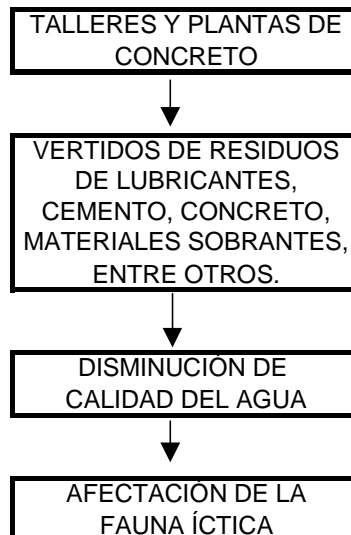 TALLERES Y PLANTAS DE
CONCRETO
VERTIDOS DE RESIDUOS
DE LUBRICANTES,
CEMENTO, CONCRETO,
MATERIALES SOBRANTES,
ENTRE OTROS.
DISMINUCIÓN DE
CALIDAD DEL AGUA
AFECTACIÓN DE LA
FAUNA ÍCTICA